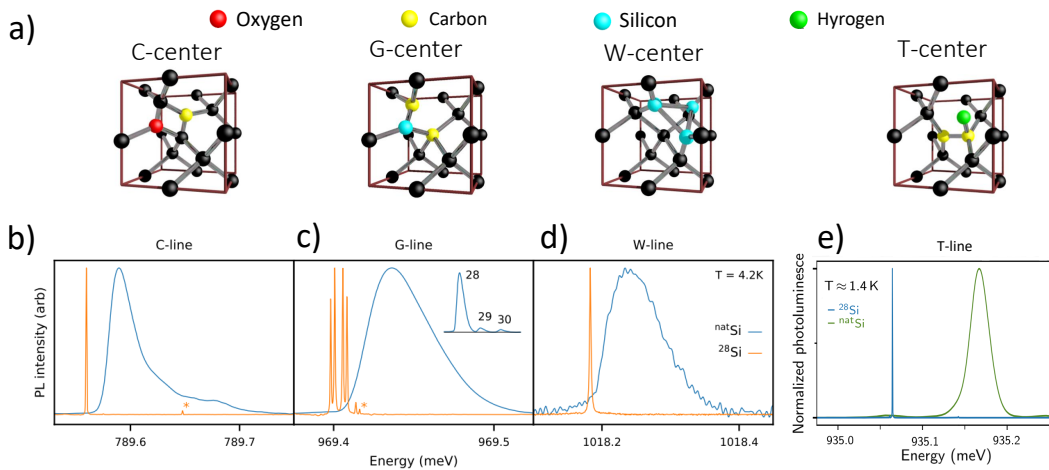 a)
Oxygen
Carbon
Silicon
Hyrogen
C-center
G-center
W-center
T-center
b)
c)
d)
e)
C-line
G-line
W-line
T-line
PL intensity (arb)
*
28
29
30
*
T = 4.2K
natSi
28Si
Normalized photoluminesce
T ≈ 1.4 K
28Si
natSi
789.6
789.7
969.4
969.5
1018.2
1018.4
935.0
935.1
935.2
Energy (meV)
Energy (meV)